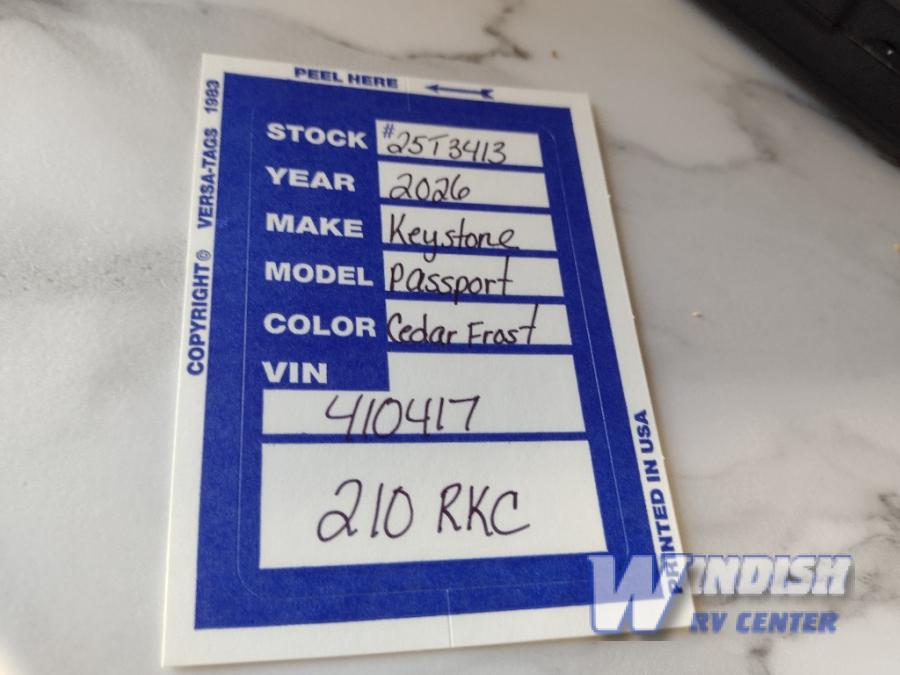 PEEL HERE
COPYRIGHT © VERSA-TAGS 1983
STOCK #25T3413
YEAR 2026
MAKE Keystone
MODEL Passport
COLOR Cedar Frost
VIN
410417
210 RKC
PRINTED IN USA
WINDISH
RV CENTER